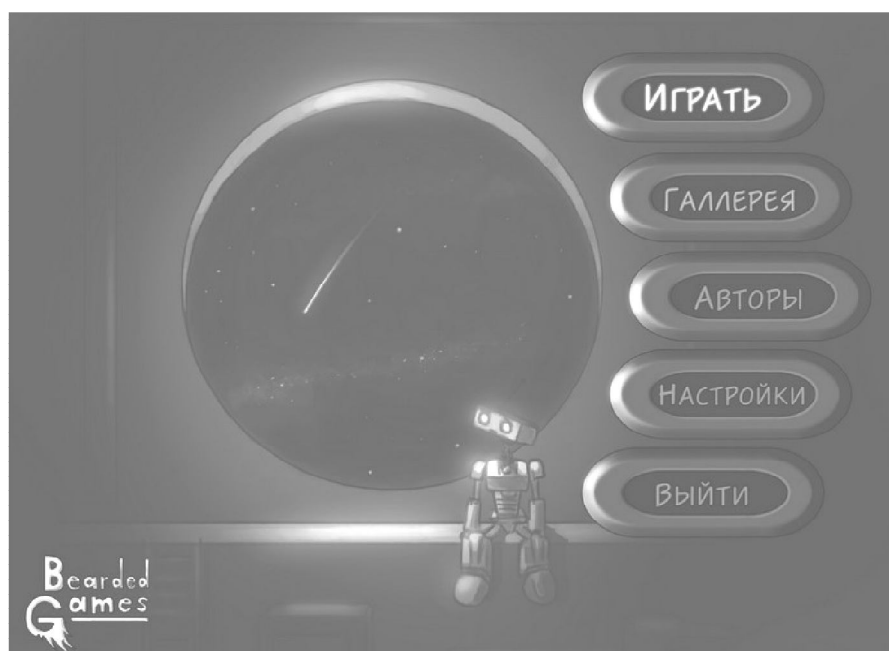 Играть
Галлерея
Авторы
Настройки
Выйти
Bearded
Games